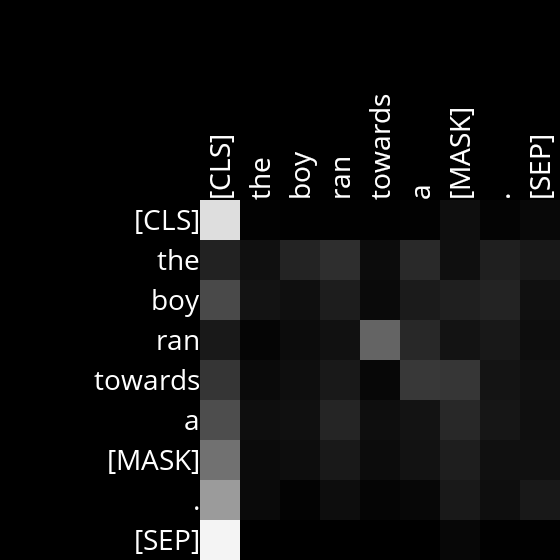 [CLS] the boy ran towards a [MASK] . [SEP]
[CLS]
the
boy
ran
towards
a
[MASK]
.
[SEP]